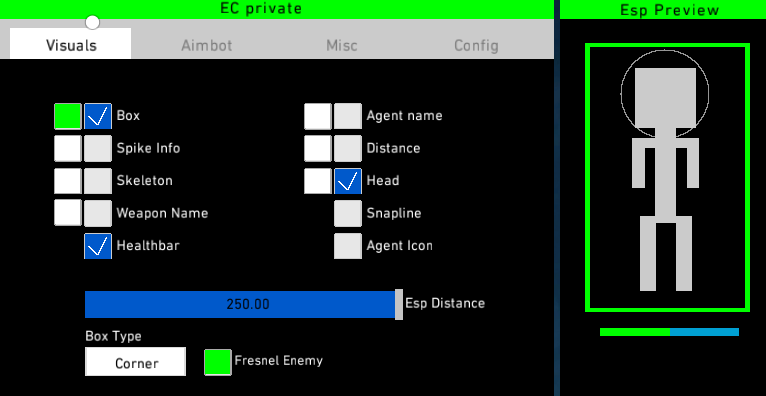 EC private
Esp Preview
Visuals
Aimbot
Misc
Config
Box
Agent name
Spike Info
Distance
Skeleton
Head
Weapon Name
Snapline
Healthbar
Agent Icon
250.00
Esp Distance
Box Type
Corner
Fresnel Enemy